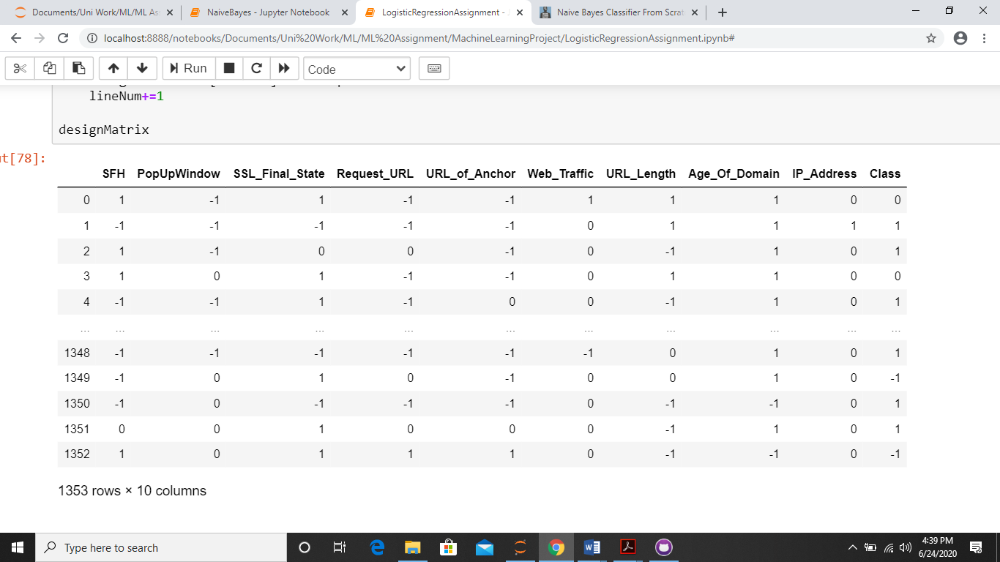 Documents/Uni Work/ML/ML As
NaiveBayes - Jupyter Notebook
LogisticRegressionAssignment -
Naive Bayes Classifier From Scrat
localhost:8888/notebooks/Documents/Uni%20Work/ML/ML%20Assignment/MachineLearningProject/LogisticRegressionAssignment.ipynb#
Run
Code
lineNum+=1
designMatrix
ut[78]:
SFH PopUpWindow SSL_Final_State Request_URL URL_of_Anchor Web_Traffic URL_Length Age_Of_Domain IP_Address Class
0 1 -1 1 -1 -1 1 1 1 0 0
1 -1 -1 -1 -1 -1 0 1 1 1 1
2 1 -1 0 0 -1 0 -1 1 0 1
3 1 0 1 -1 -1 0 1 1 0 0
4 -1 -1 1 -1 0 0 -1 1 0 1
... ... ... ... ... ... ... ... ... ... ...
1348 -1 -1 -1 -1 -1 -1 0 1 0 1
1349 -1 0 1 0 -1 0 0 1 0 -1
1350 -1 0 -1 -1 -1 0 -1 -1 0 1
1351 0 0 1 0 0 0 -1 1 0 1
1352 1 0 1 1 1 0 -1 -1 0 -1
1353 rows × 10 columns
Type here to search
4:39 PM
6/24/2020